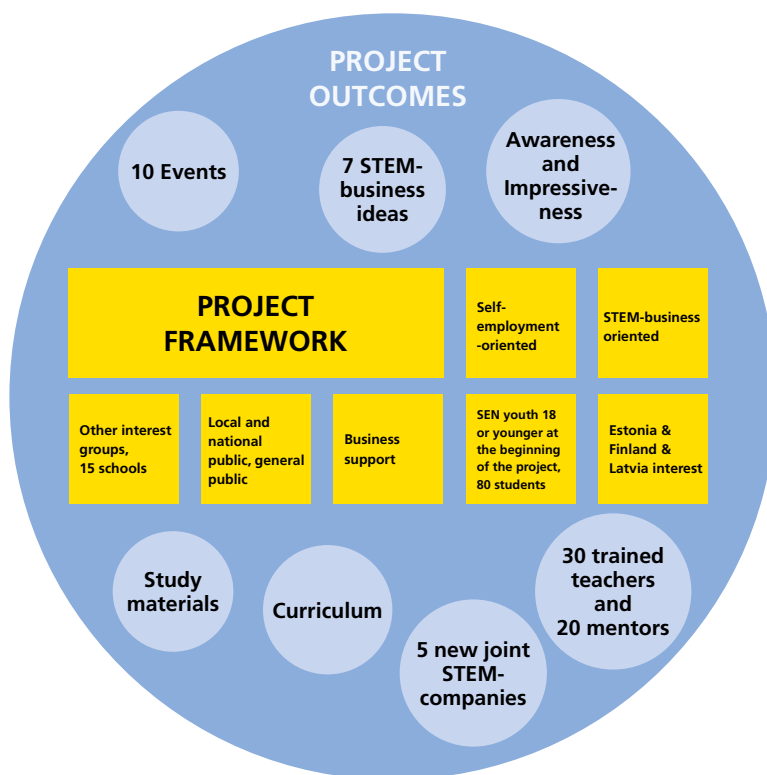 PROJECT
OUTCOMES
10 Events
7 STEM-
business
ideas
Awareness
and
Impressive-
ness
PROJECT
FRAMEWORK
Self-
employment
-oriented
STEM-business
oriented
Other interest
groups,
15 schools
Local and
national
public, general
public
Business
support
SEN youth 18
or younger at
the beginning
of the project,
80 students
Estonia &
Finland &
Latvia interest
Study
materials
Curriculum
5 new joint
STEM-
companies
30 trained
teachers
and
20 mentors